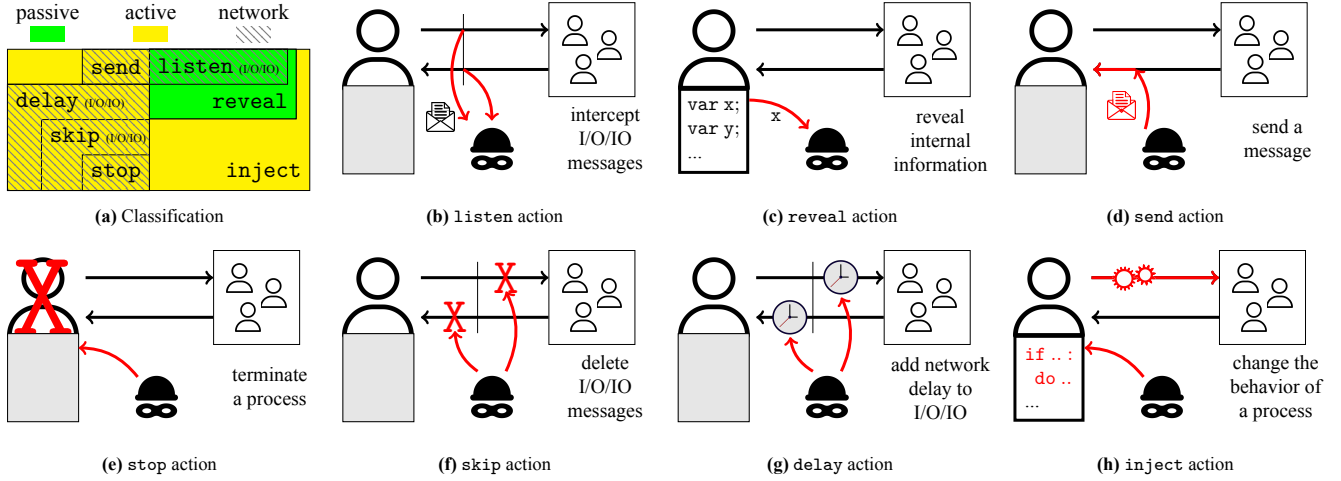 passive active network
send listen (I/O/IO)
delay (I/O/IO) reveal
skip (I/O/IO)
stop inject
(a) Classification
intercept
I/O/IO
messages
(b) listen action
var x;
var y;
...
x
reveal
internal
information
(c) reveal action
send a
message
(d) send action
X
terminate
a process
(e) stop action
X
X
delete
I/O/IO
messages
(f) skip action
add network
delay to
I/O/IO
(g) delay action
if .. :
do ..
...
change the
behavior of
a process
(h) inject action